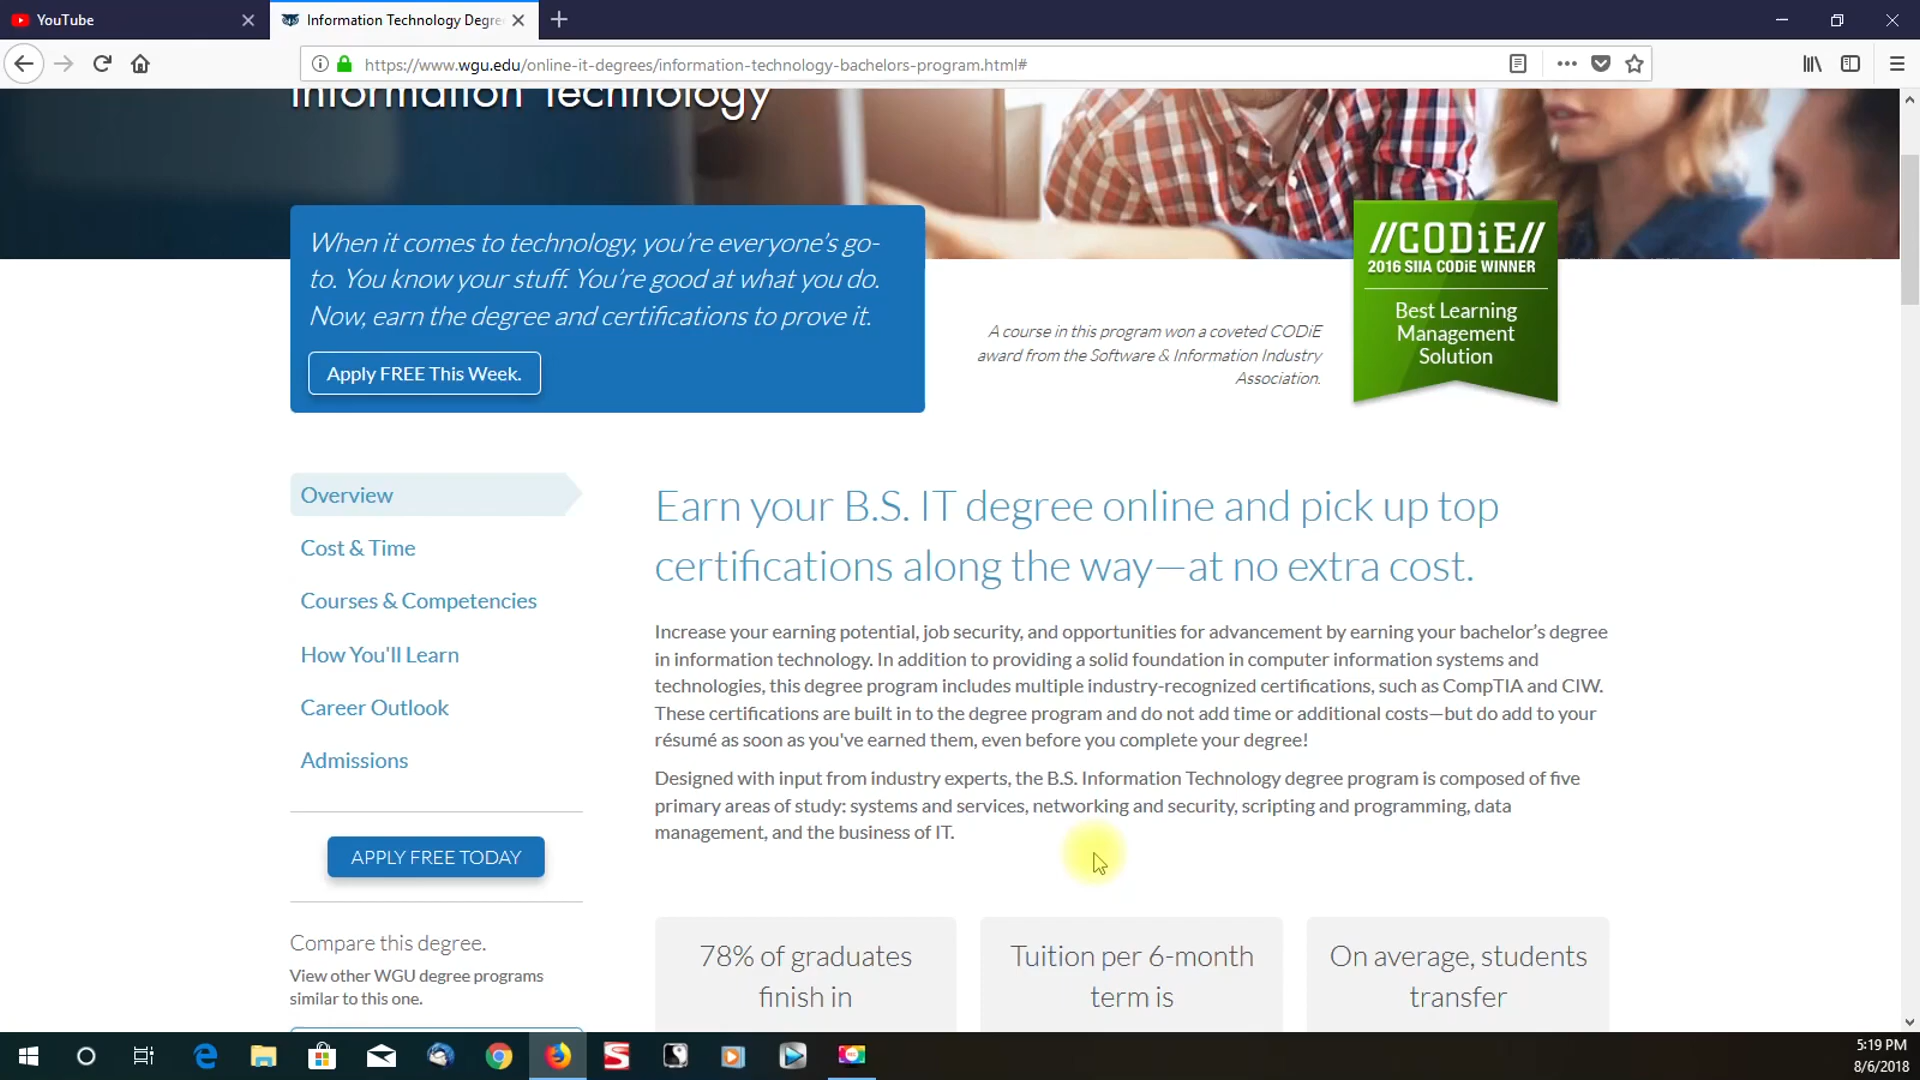 YouTube
Information Technology Degre
https://www.wgu.edu/online-it-degrees/information-technology-bachelors-program.html#
Information Technology
When it comes to technology, you're everyone's go-
to. You know your stuff. You're good at what you do.
Now, earn the degree and certifications to prove it.
Apply FREE This Week.
A course in this program won a coveted CODiE
award from the Software & Information Industry
Association.
//CODiE//
2016 SIIA CODiE WINNER
Best Learning
Management
Solution
Overview
Cost & Time
Courses & Competencies
How You'll Learn
Career Outlook
Admissions
APPLY FREE TODAY
Compare this degree.
View other WGU degree programs
similar to this one.
Earn your B.S. IT degree online and pick up top
certifications along the way—at no extra cost.
Increase your earning potential, job security, and opportunities for advancement by earning your bachelor's degree
in information technology. In addition to providing a solid foundation in computer information systems and
technologies, this degree program includes multiple industry-recognized certifications, such as CompTIA and CIW.
These certifications are built in to the degree program and do not add time or additional costs—but do add to your
résumé as soon as you've earned them, even before you complete your degree!
Designed with input from industry experts, the B.S. Information Technology degree program is composed of five
primary areas of study: systems and services, networking and security, scripting and programming, data
management, and the business of IT.
78% of graduates
finish in
Tuition per 6-month
term is
On average, students
transfer
5:19 PM
8/6/2018